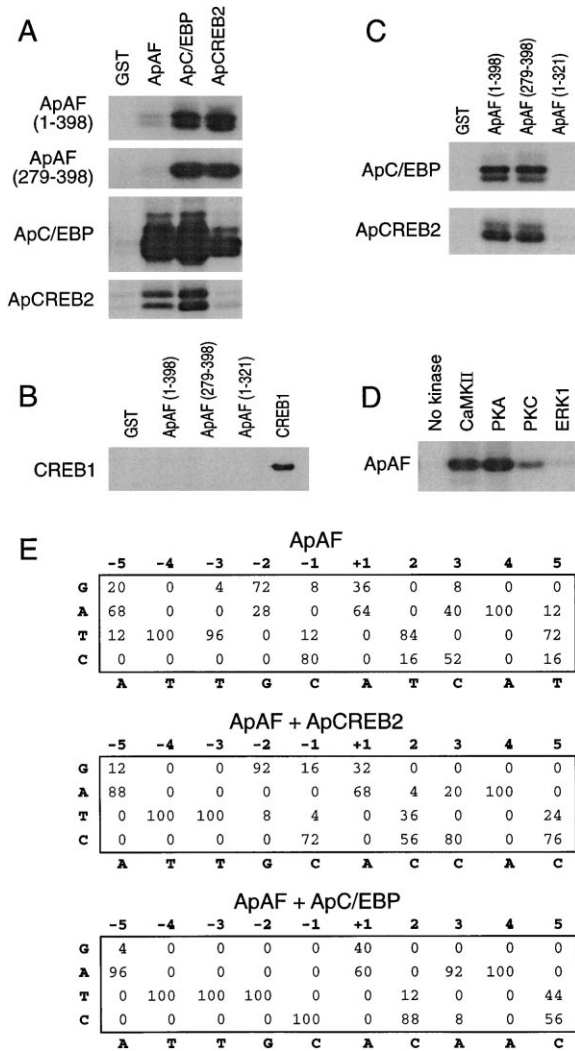 A
GST
ApAF
ApC/EBP
ApCREB2
ApAF
(1-398)
ApAF
(279-398)
ApC/EBP
ApCREB2
C
GST
ApAF (1-398)
ApAF (279-398)
ApAF (1-321)
ApC/EBP
ApCREB2
B
GST
ApAF (1-398)
ApAF (279-398)
ApAF (1-321)
CREB1
CREB1
D
No kinase
CaMKII
PKA
PKC
ERK1
ApAF
E
ApAF
-5 -4 -3 -2 -1 +1 2 3 4 5
G 20 0 4 72 8 36 0 8 0 0
A 68 0 0 28 0 64 0 40 100 12
T 12 100 96 0 12 0 84 0 0 72
C 0 0 0 0 80 0 16 52 0 16
A T T G C A T C A T
ApAF + ApCREB2
-5 -4 -3 -2 -1 +1 2 3 4 5
G 12 0 0 92 16 32 0 0 0 0
A 88 0 0 0 0 68 4 20 100 0
T 0 100 100 8 4 0 36 0 0 24
C 0 0 0 0 72 0 56 80 0 76
A T T G C A C C A C
ApAF + ApC/EBP
-5 -4 -3 -2 -1 +1 2 3 4 5
G 4 0 0 0 0 40 0 0 0 0
A 96 0 0 0 0 60 0 92 100 0
T 0 100 100 100 0 0 12 0 0 44
C 0 0 0 0 100 0 88 8 0 56
A T T G C A C A A C